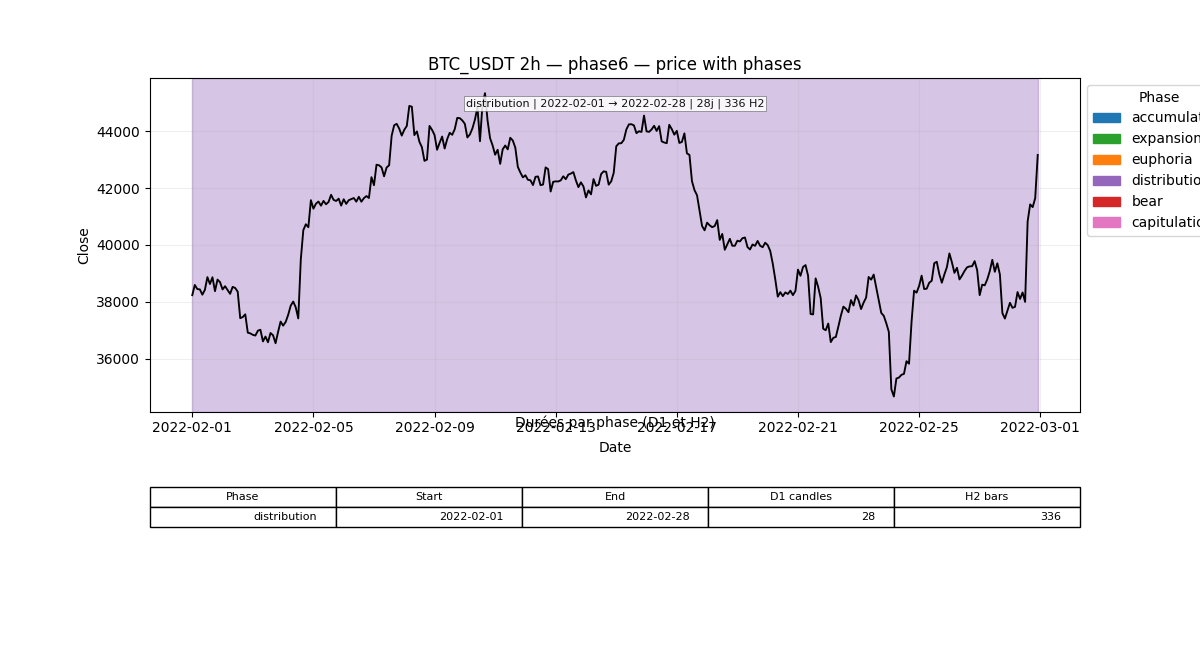 BTC_USDT 2h — phase6 — price with phases
distribution | 2022-02-01 → 2022-02-28 | 28j | 336 H2
Close
44000
42000
40000
38000
36000
Phase
accumulat
expansion
euphoria
distributio
bear
capitulatio
Durées par phase (D1 et H2)
2022-02-01 2022-02-05 2022-02-09 2022-02-13 2022-02-17 2022-02-21 2022-02-25 2022-03-01
Date
Phase Start End D1 candles H2 bars
distribution 2022-02-01 2022-02-28 28 336